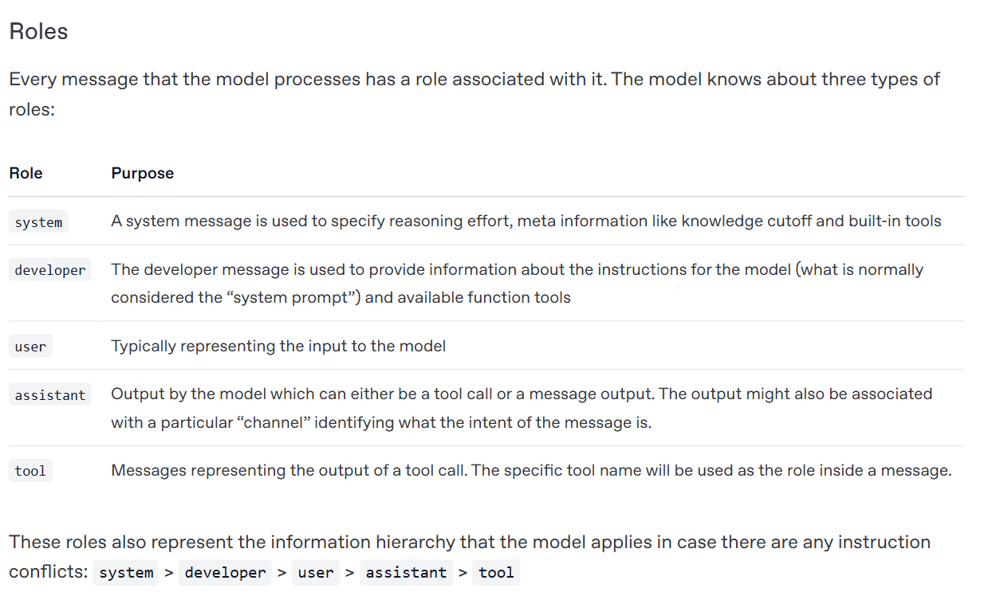 Roles
Every message that the model processes has a role associated with it. The model knows about three types of
roles:
Role Purpose
system A system message is used to specify reasoning effort, meta information like knowledge cutoff and built-in tools
developer The developer message is used to provide information about the instructions for the model (what is normally
considered the “system prompt”) and available function tools
user Typically representing the input to the model
assistant Output by the model which can either be a tool call or a message output. The output might also be associated
with a particular “channel” identifying what the intent of the message is.
tool Messages representing the output of a tool call. The specific tool name will be used as the role inside a message.
These roles also represent the information hierarchy that the model applies in case there are any instruction
conflicts: system > developer > user > assistant > tool